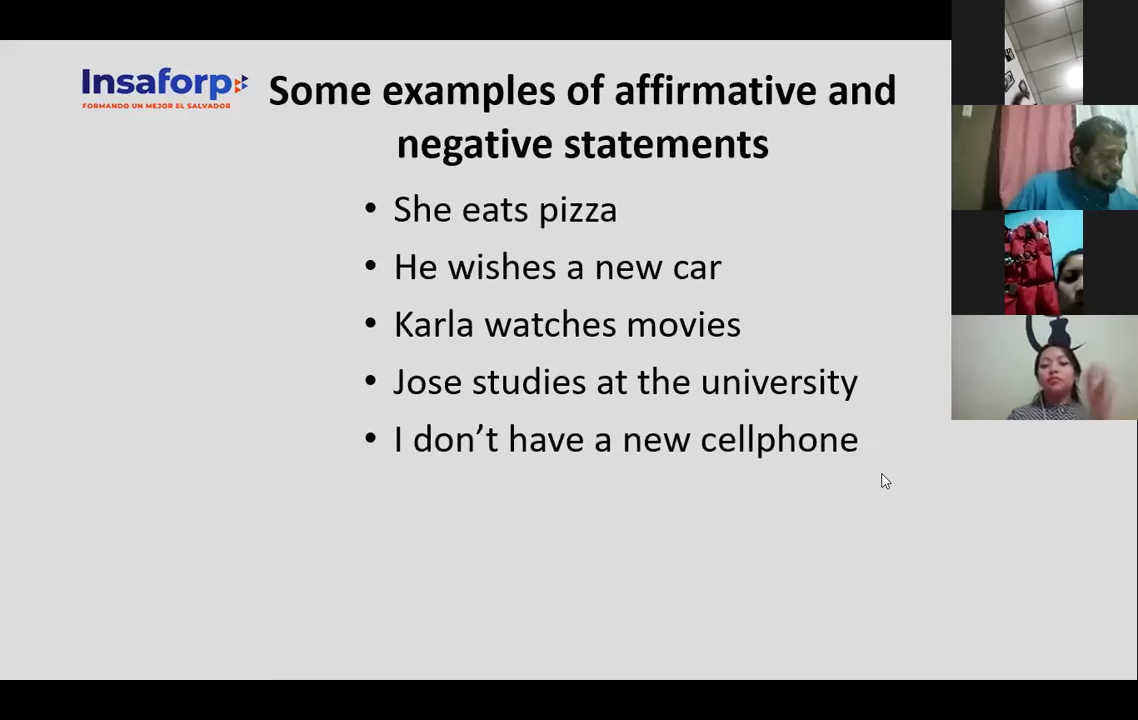 Insaforp
FORMANDO UN MEJOR EL SALVADOR
Some examples of affirmative and
negative statements
• She eats pizza
• He wishes a new car
• Karla watches movies
• Jose studies at the university
• I don’t have a new cellphone